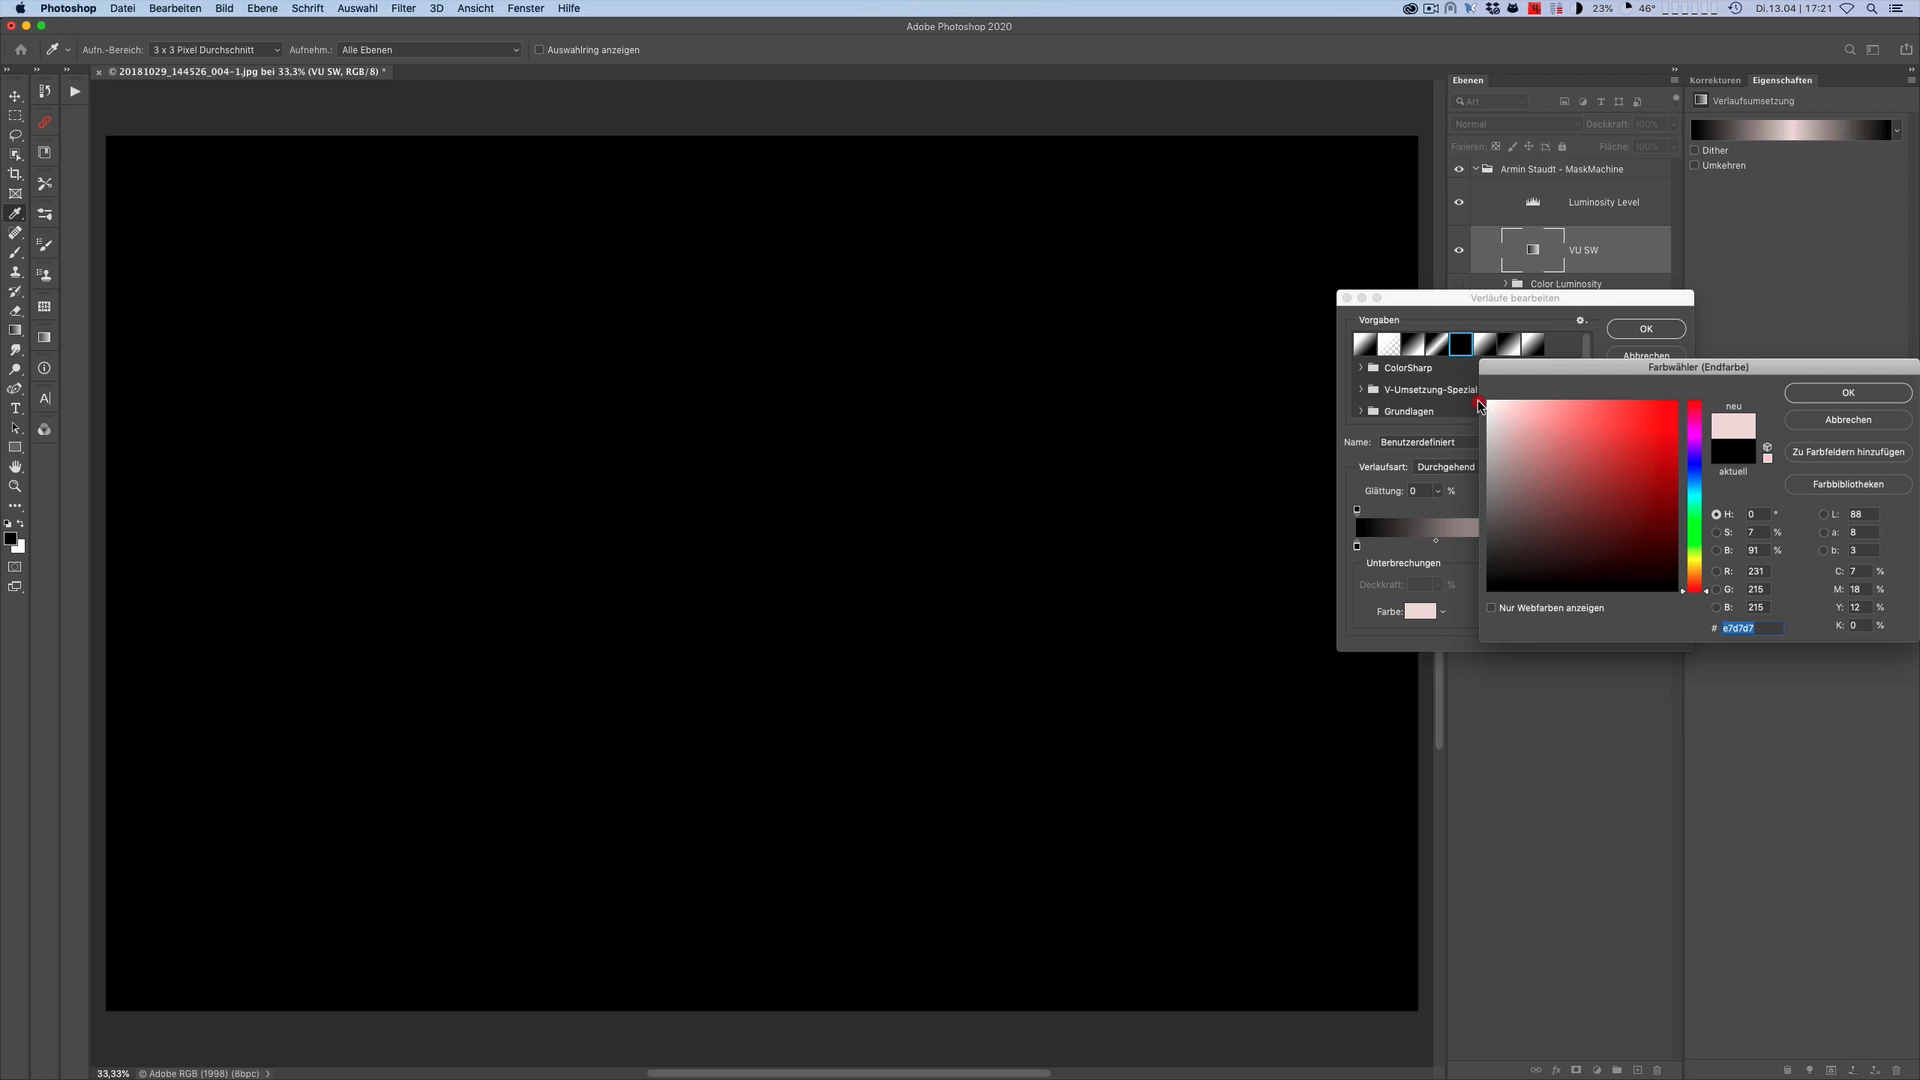 Photoshop Datei Bearbeiten Bild Ebene Schrift Auswahl Filter 3D Ansicht Fenster Hilfe 23% 46° Di.13.04 | 17:21
Adobe Photoshop 2020
Aufn.-Bereich: 3 x 3 Pixel Durchschnitt Aufnehm.: Alle Ebenen Auswahlring anzeigen
© 20181029_144526_004-1.jpg bei 33,3% (VU SW, RGB/8) *
Ebenen
Korrekturen Eigenschaften
Art
Verlaufsumsetzung
Normal Deckkraft: 100%
Fixieren: Fläche: 100%
Dither
Umkehren
Armin Staudt - MaskMachine
Luminosity Level
VU SW
Color Luminosity
Verläufe bearbeiten
Vorgaben
OK
Abbrechen
ColorSharp
V-Umsetzung-Spezial
Grundlagen
Name: Benutzerdefiniert
Verlaufsart: Durchgehend
Glättung: 0 %
Unterbrechungen
Deckkraft: %
Farbe:
Farbwähler (Endfarbe)
neu
aktuell
OK
Abbrechen
Zu Farbfeldern hinzufügen
Farbbibliotheken
H: 0 ° L: 88
S: 7 % a: 8
B: 91 % b: 3
R: 231 C: 7 %
G: 215 M: 18 %
B: 215 Y: 12 %
# e7d7d7 K: 0 %
Nur Webfarben anzeigen
33,33% © Adobe RGB (1998) (8bpc)